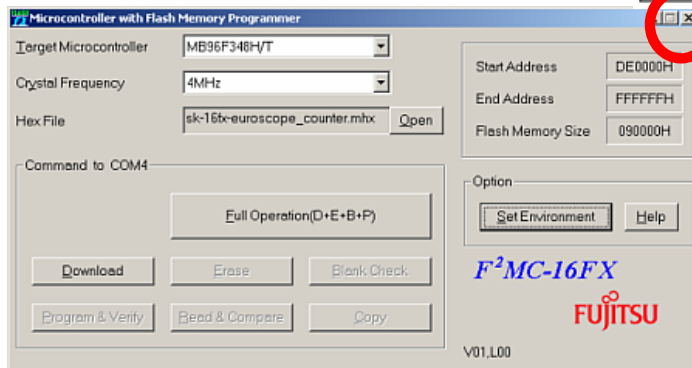 Microcontroller with Flash Memory Programmer
Target Microcontroller
MB96F348H/T
Crystal Frequency
4MHz
Hex File
sk-16fx-euroscope_counter.mhx
Open
Start Address
DE0000H
End Address
FFFFFFH
Flash Memory Size
090000H
Command to COM4
Full Operation(D+E+B+P)
Download
Erase
Blank Check
Program & Verify
Read & Compare
Copy
Option
Set Environment
Help
F²MC-16FX
FUJITSU
V01,L00